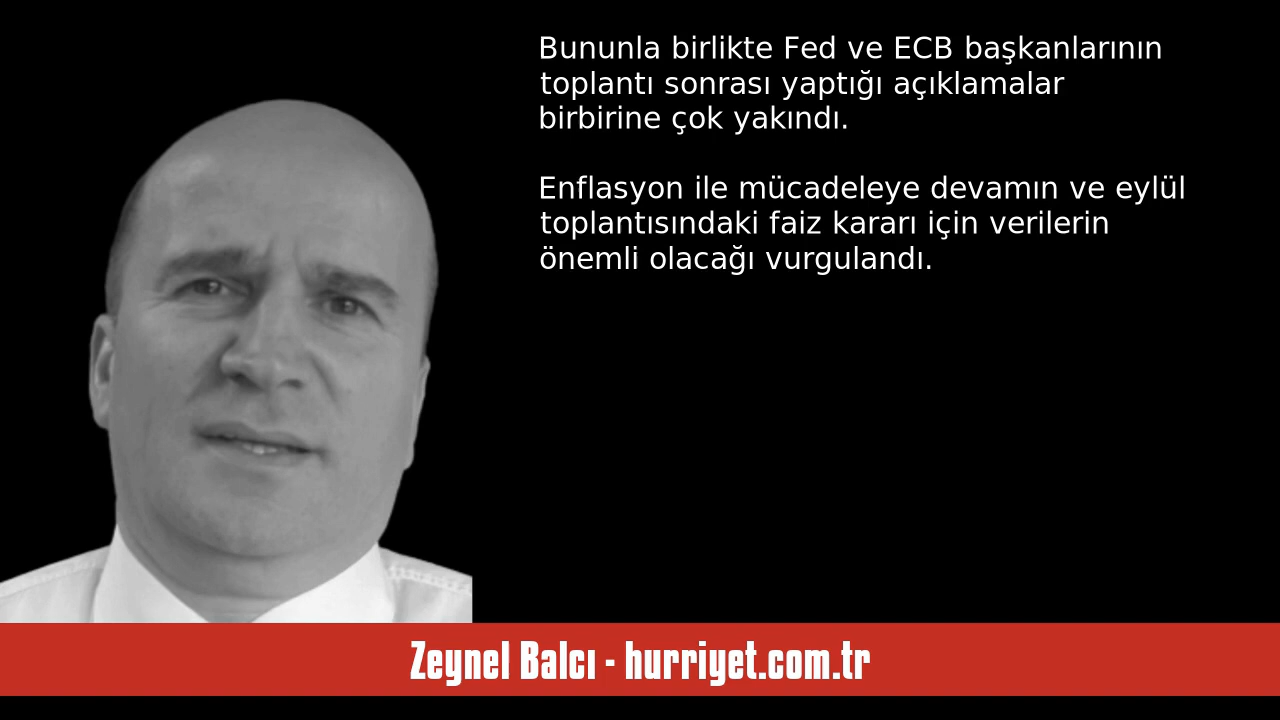 Bununla birlikte Fed ve ECB başkanlarının
toplantı sonrası yaptığı açıklamalar
birbirine çok yakındı.
Enflasyon ile mücadeleye devamın ve eylül
toplantısındaki faiz kararı için verilerin
önemli olacağı vurgulandı.
Zeynel Balcı - hurriyet.com.tr